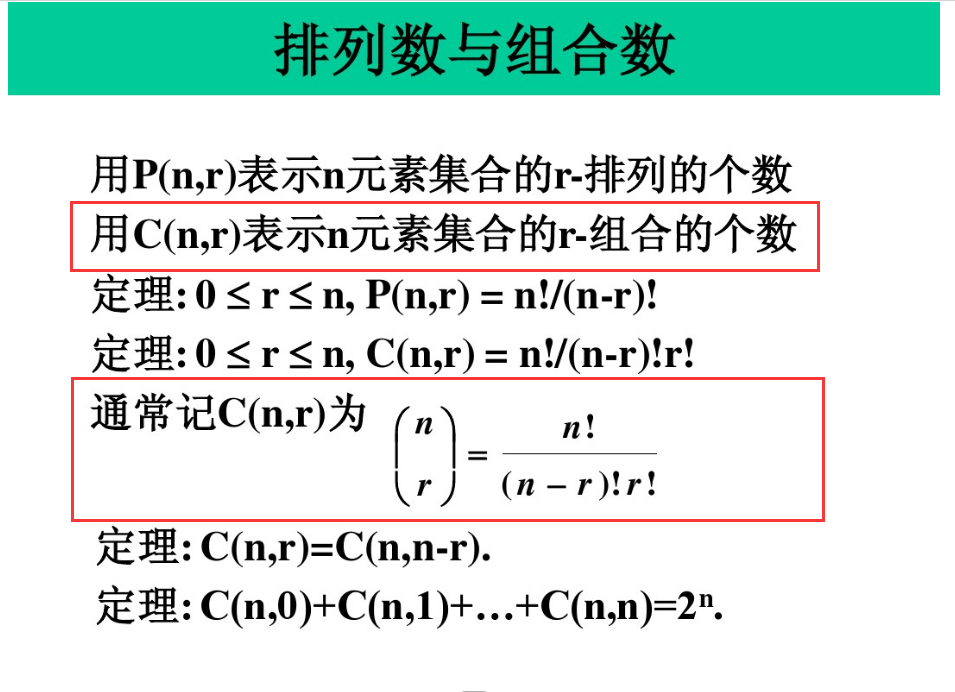 排列数与组合数
用P(n,r)表示n元素集合的r-排列的个数
用C(n,r)表示n元素集合的r-组合的个数
定理: 0 ≤ r ≤ n, P(n,r) = n!/(n-r)!
定理: 0 ≤ r ≤ n, C(n,r) = n!/(n-r)!r!
通常记C(n,r)为 (n r) = n! / (n − r)!r!
定理: C(n,r)=C(n,n-r).
定理: C(n,0)+C(n,1)+…+C(n,n)=2ⁿ.